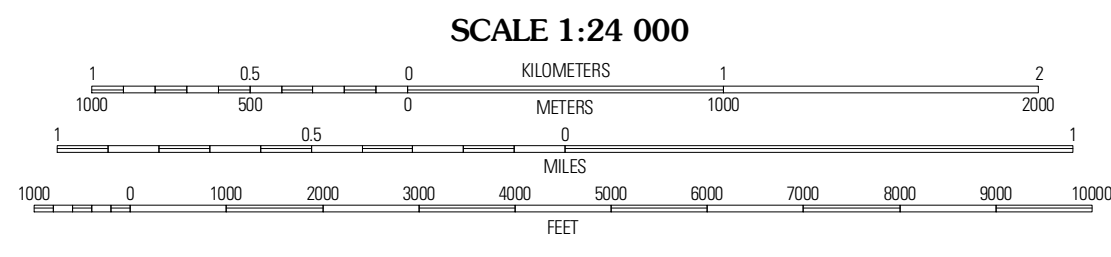 SCALE 1:24 000
1 0.5 0 KILOMETERS 1 2
1000 500 0 METERS 1000 2000
1 0.5 0 1
MILES
1000 0 1000 2000 3000 4000 5000 6000 7000 8000 9000 10000
FEET